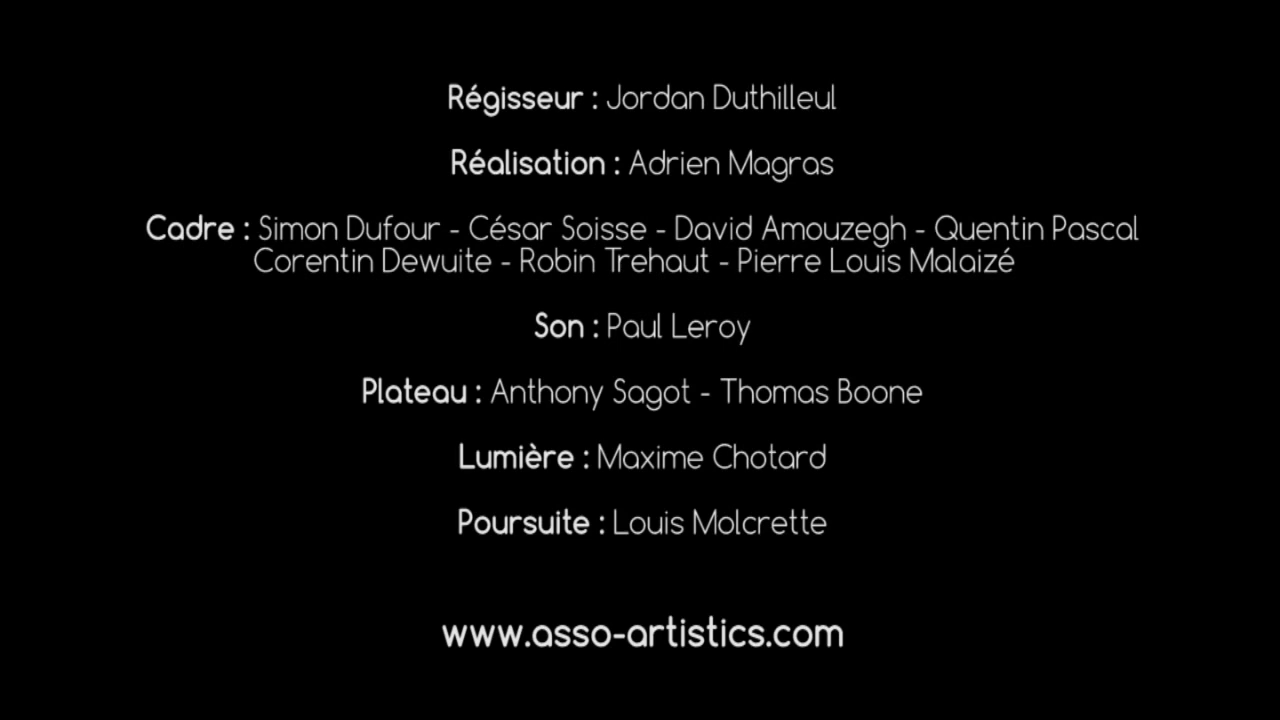 Régisseur : Jordan Duthilleul
Réalisation : Adrien Magras
Cadre : Simon Dufour - César Soisse - David Amouzegh - Quentin Pascal
Corentin Dewuite - Robin Trehaut - Pierre Louis Malaizé
Son : Paul Leroy
Plateau : Anthony Sagot - Thomas Boone
Lumière : Maxime Chotard
Poursuite : Louis Molcrette
www.asso-artistics.com